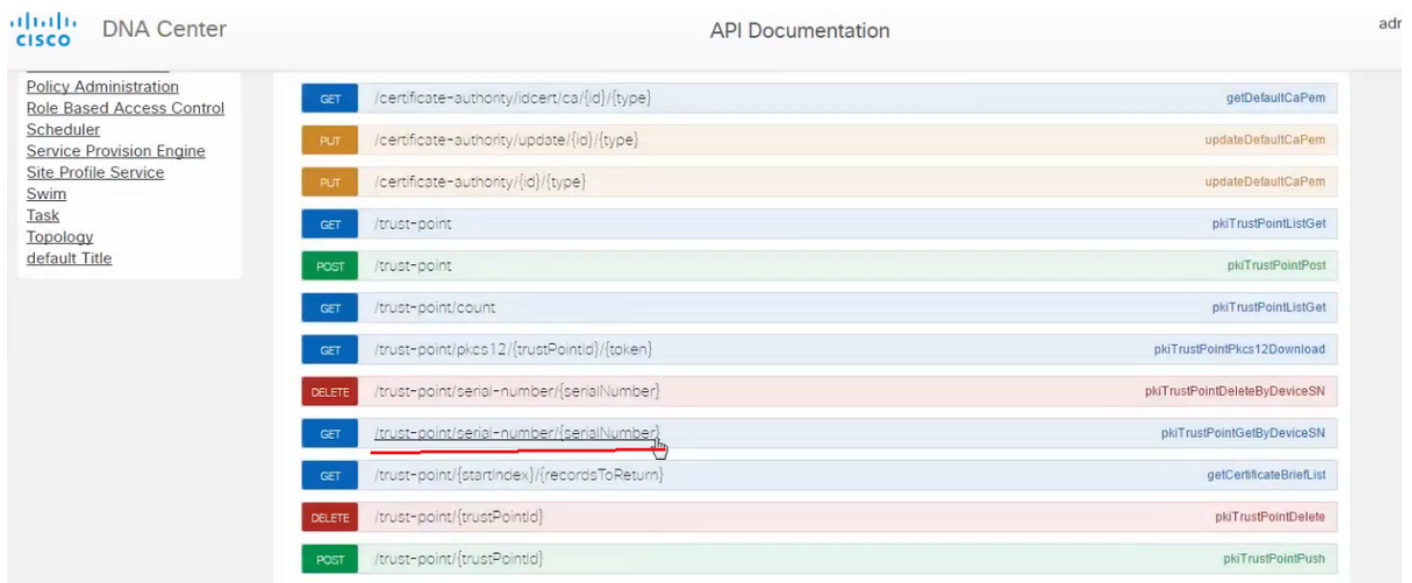 CISCO DNA Center
API Documentation
adr
Policy Administration
Role Based Access Control
Scheduler
Service Provision Engine
Site Profile Service
Swim
Task
Topology
default Title
GET /certificate-authority/idcert/ca/{id}/{type} getDefaultCaPem
PUT /certificate-authority/update/{id}/{type} updateDefaultCaPem
PUT /certificate-authority/{id}/{type} updateDefaultCaPem
GET /trust-point pkiTrustPointListGet
POST /trust-point pkiTrustPointPost
GET /trust-point/count pkiTrustPointListGet
GET /trust-point/pkcs12/{trustPointId}/{token} pkiTrustPointPkcs12Download
DELETE /trust-point/serial-number/{serialNumber} pkiTrustPointDeleteByDeviceSN
GET /trust-point/serial-number/{serialNumber} pkiTrustPointGetByDeviceSN
GET /trust-point/{startIndex}/{recordsToReturn} getCertificateBriefList
DELETE /trust-point/{trustPointId} pkiTrustPointDelete
POST /trust-point/{trustPointId} pkiTrustPointPush